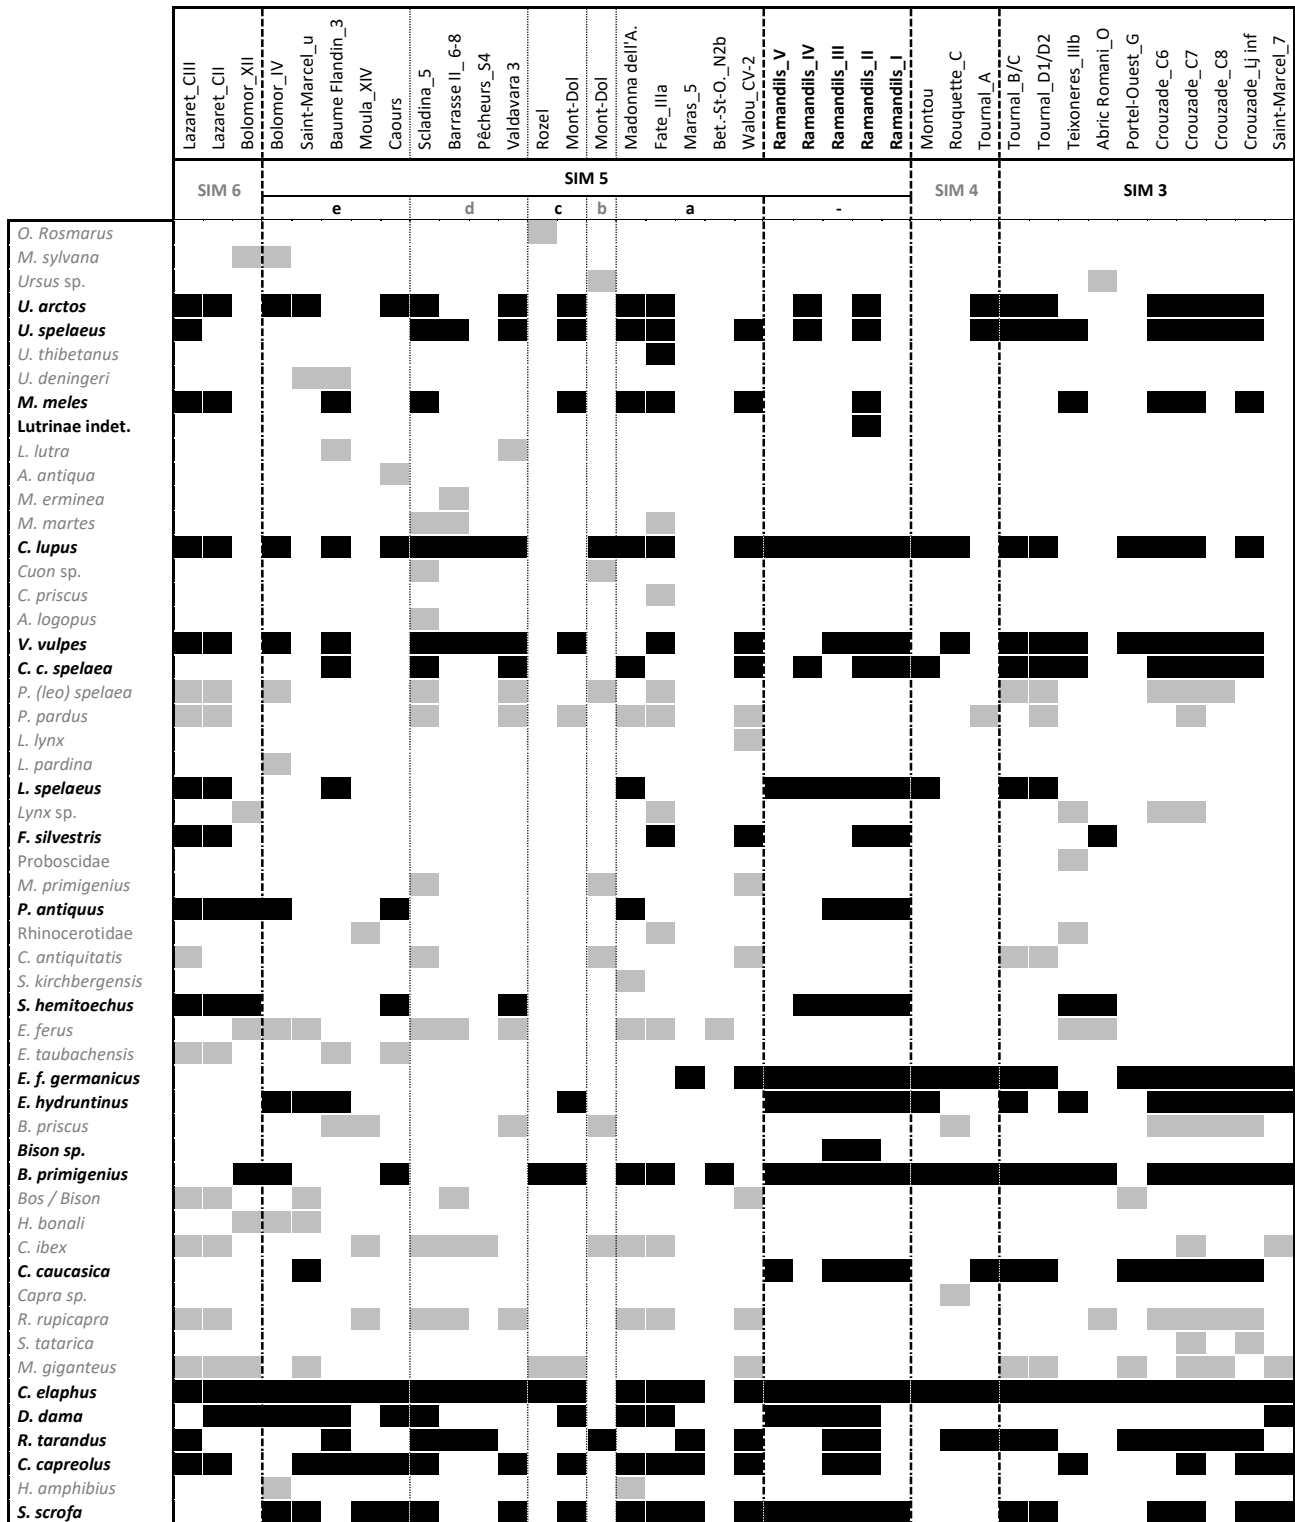 Lazaret_CIII
Lazaret_CII
Bolomor_XII
Bolomor_IV
Saint-Marcel_u
Baume Flandin_3
Moula_XIV
Caours
Scladina_5
Barrasse II_ 6-8
Pêcheurs_S4
Valdavara 3
Rozel
Mont-Dol
Mont-Dol
Madonna dell'A.
Fate_IIIa
Maras_5
Bet.-St-O._N2b
Walou_CV-2
Ramandils_V
Ramandils_IV
Ramandils_III
Ramandils_II
Ramandils_I
Montou
Rouquette_C
Tournal_A
Tournal_B/C
Tournal_D1/D2
Teixoneres_IIIb
Abric Romani_O
Portel-Ouest_G
Crouzade_C6
Crouzade_C7
Crouzade_C8
Crouzade_Lj inf
Saint-Marcel_7
SIM 6 SIM 5 SIM 4 SIM 3
e d c b a -
O. Rosmarus
M. sylvana
Ursus sp.
U. arctos
U. spelaeus
U. thibetanus
U. deningeri
M. meles
Lutrinae indet.
L. lutra
A. antiqua
M. erminea
M. martes
C. lupus
Cuon sp.
C. priscus
A. logopus
V. vulpes
C. c. spelaea
P. (leo) spelaea
P. pardus
L. lynx
L. pardina
L. spelaeus
Lynx sp.
F. silvestris
Proboscidae
M. primigenius
P. antiquus
Rhinocerotidae
C. antiquitatis
S. kirchbergensis
S. hemitoechus
E. ferus
E. taubachensis
E. f. germanicus
E. hydruntinus
B. priscus
Bison sp.
B. primigenius
Bos / Bison
H. bonali
C. ibex
C. caucasica
Capra sp.
R. rupicapra
S. tatarica
M. giganteus
C. elaphus
D. dama
R. tarandus
C. capreolus
H. amphibius
S. scrofa